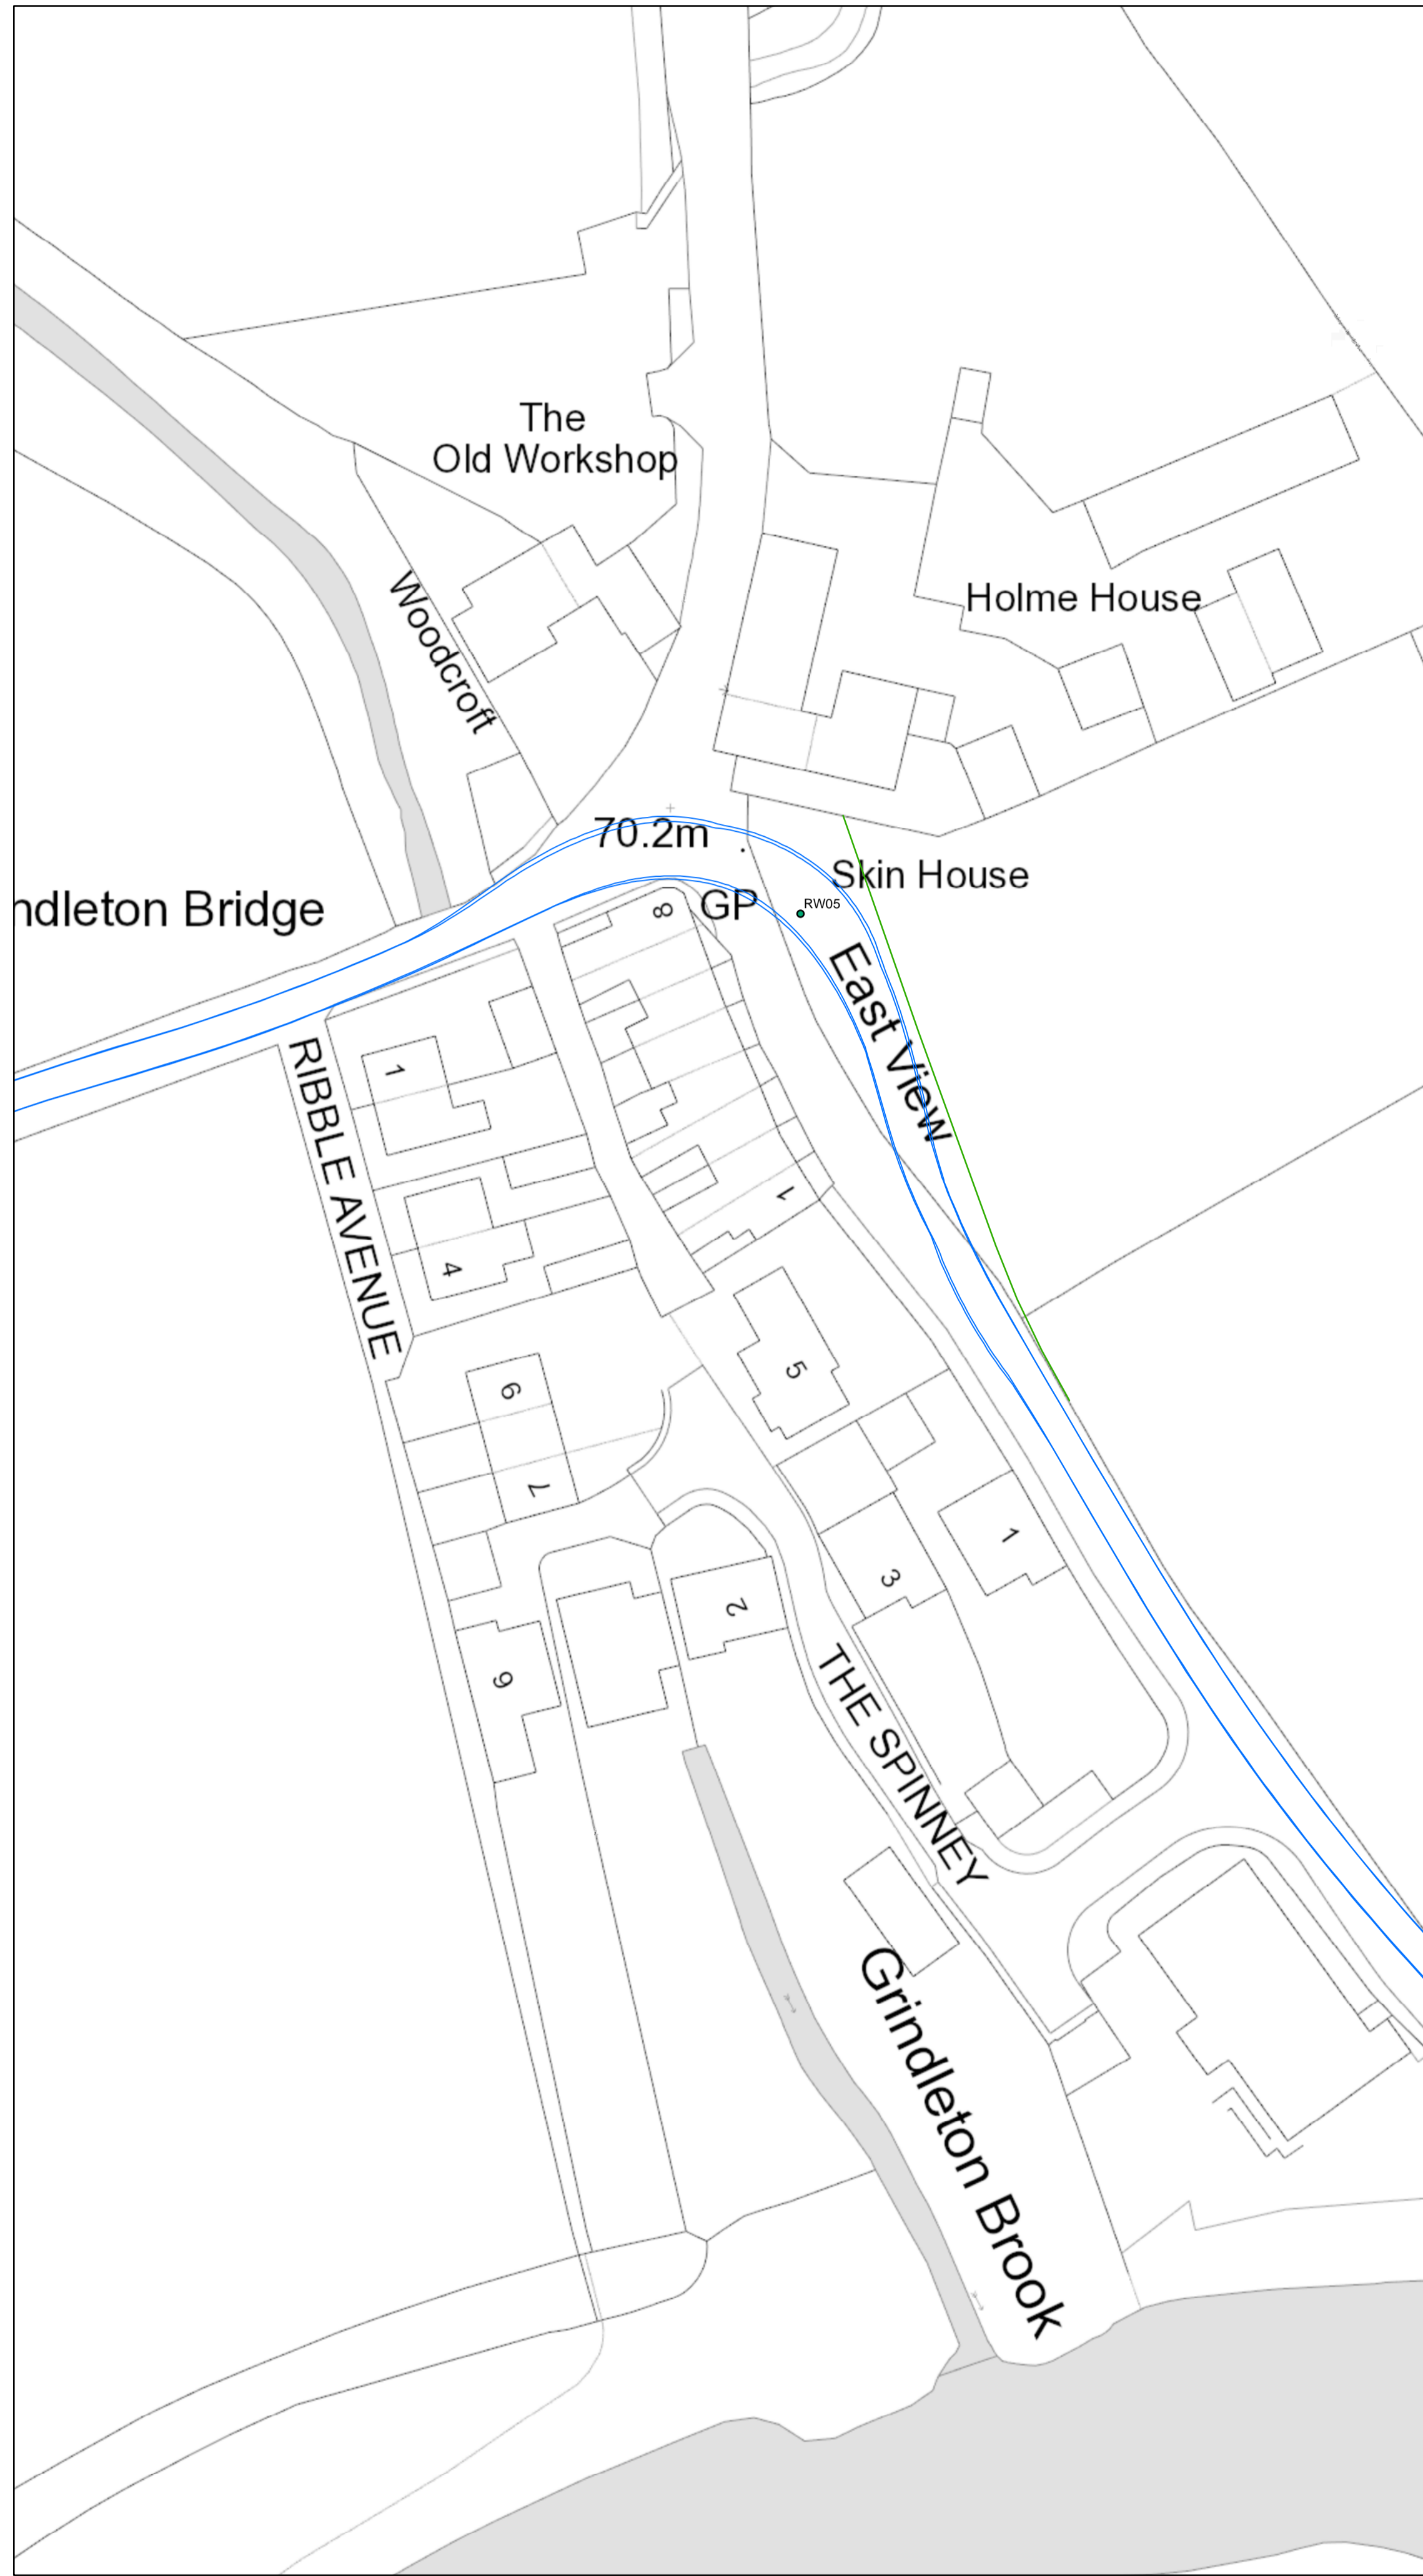 The
Old Workshop
Woodcroft
Holme House
70.2m
Skin House
ndleton Bridge
8
GP
RW05
East View
RIBBLE AVENUE
1
1
4
5
6
7
1
3
2
9
THE SPINNEY
Grindleton Brook